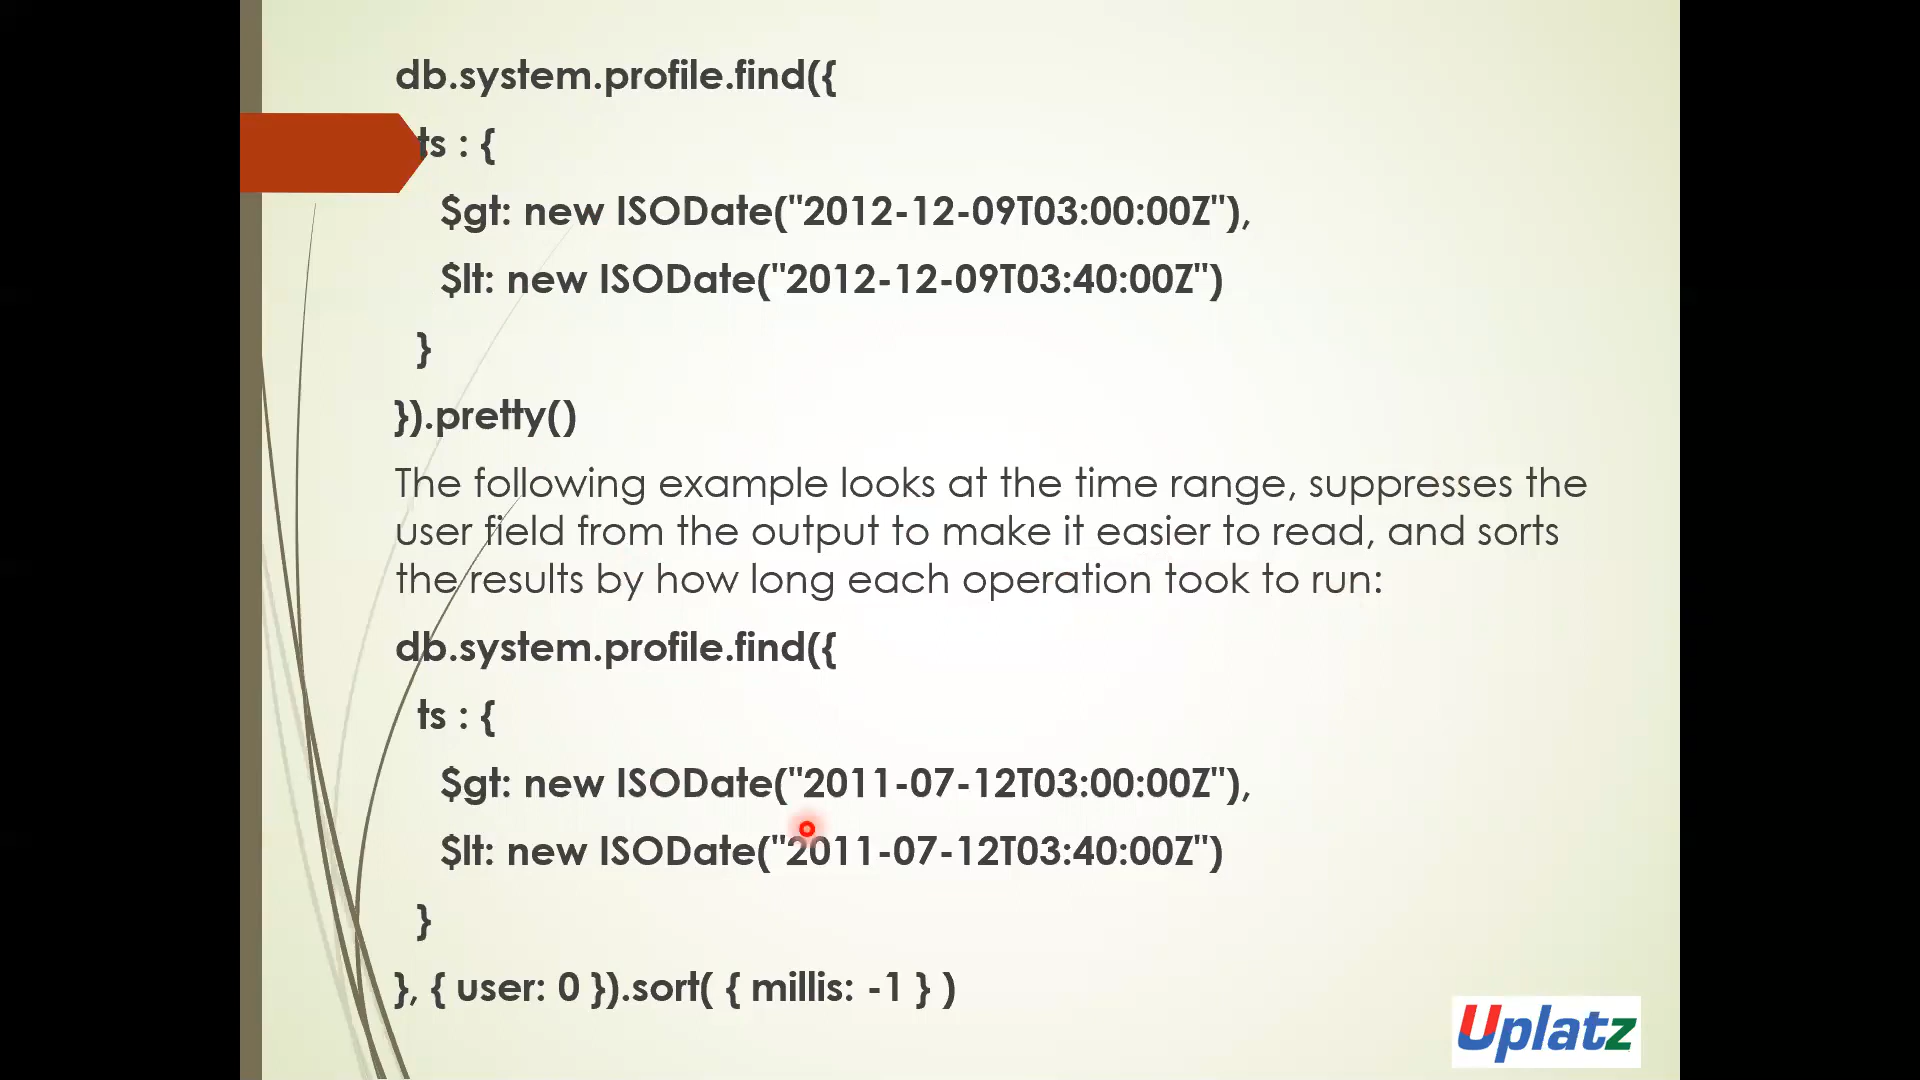 db.system.profile.find({
ts : {
$gt: new ISODate("2012-12-09T03:00:00Z"),
$lt: new ISODate("2012-12-09T03:40:00Z")
}
}).pretty()
The following example looks at the time range, suppresses the
user field from the output to make it easier to read, and sorts
the results by how long each operation took to run:
db.system.profile.find({
ts : {
$gt: new ISODate("2011-07-12T03:00:00Z"),
$lt: new ISODate("2011-07-12T03:40:00Z")
}
}, { user: 0 }).sort( { millis: -1 } )
Uplatz